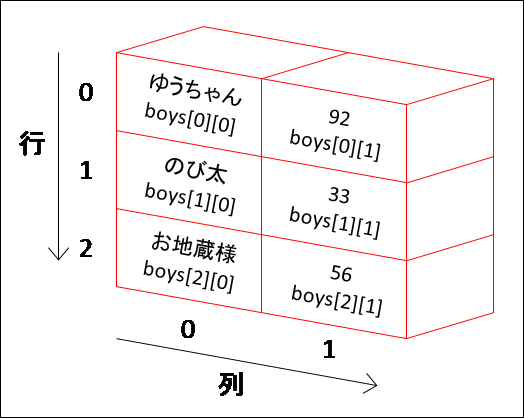 0
ゆうちゃん
boys[0][0]
92
boys[0][1]
行
1
のび太
boys[1][0]
33
boys[1][1]
2
お地蔵様
boys[2][0]
56
boys[2][1]
0
1
列